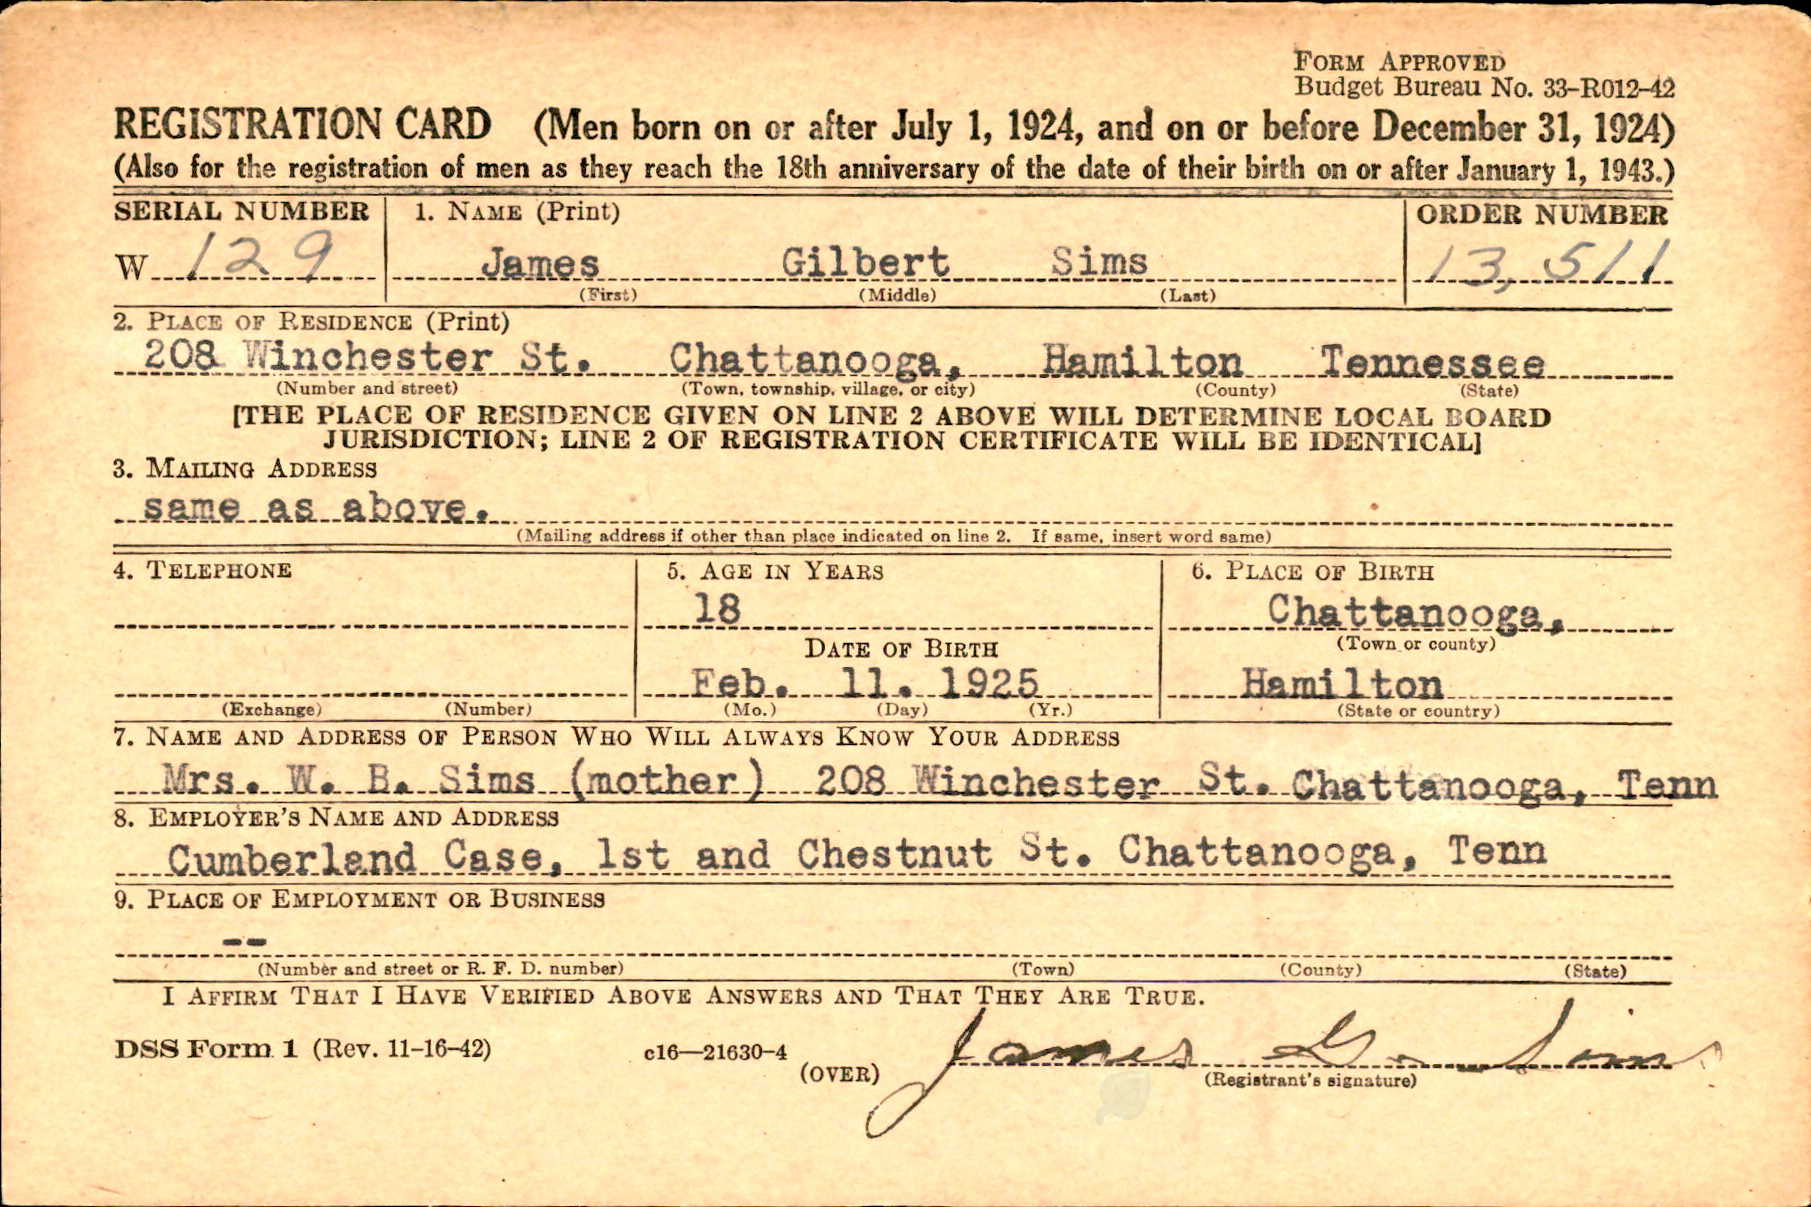 FORM APPROVED
Budget Bureau No. 33-R012-42
REGISTRATION CARD (Men born on or after July 1, 1924, and on or before December 31, 1924)
(Also for the registration of men as they reach the 18th anniversary of the date of their birth on or after January 1, 1943.)
SERIAL NUMBER 1. NAME (Print) ORDER NUMBER
W 129 James Gilbert Sims 13,511
(First) (Middle) (Last)
2. PLACE OF RESIDENCE (Print)
208 Winchester St. Chattanooga, Hamilton Tennessee
(Number and street) (Town, township, village, or city) (County) (State)
[THE PLACE OF RESIDENCE GIVEN ON LINE 2 ABOVE WILL DETERMINE LOCAL BOARD
JURISDICTION; LINE 2 OF REGISTRATION CERTIFICATE WILL BE IDENTICAL]
3. MAILING ADDRESS
same as above.
(Mailing address if other than place indicated on line 2. If same, insert word same)
4. TELEPHONE 5. AGE IN YEARS 6. PLACE OF BIRTH
18 Chattanooga,
DATE OF BIRTH (Town or county)
Feb. 11. 1925 Hamilton
(Exchange) (Number) (Mo.) (Day) (Yr.) (State or country)
7. NAME AND ADDRESS OF PERSON WHO WILL ALWAYS KNOW YOUR ADDRESS
Mrs. W. B. Sims (mother) 208 Winchester St. Chattanooga, Tenn
8. EMPLOYER'S NAME AND ADDRESS
Cumberland Case, 1st and Chestnut St. Chattanooga, Tenn
9. PLACE OF EMPLOYMENT OR BUSINESS
--
(Number and street or R. F. D. number) (Town) (County) (State)
I AFFIRM THAT I HAVE VERIFIED ABOVE ANSWERS AND THAT THEY ARE TRUE.
DSS Form 1 (Rev. 11-16-42) c16—21630-4 (OVER) James G. Sims
(Registrant's signature)